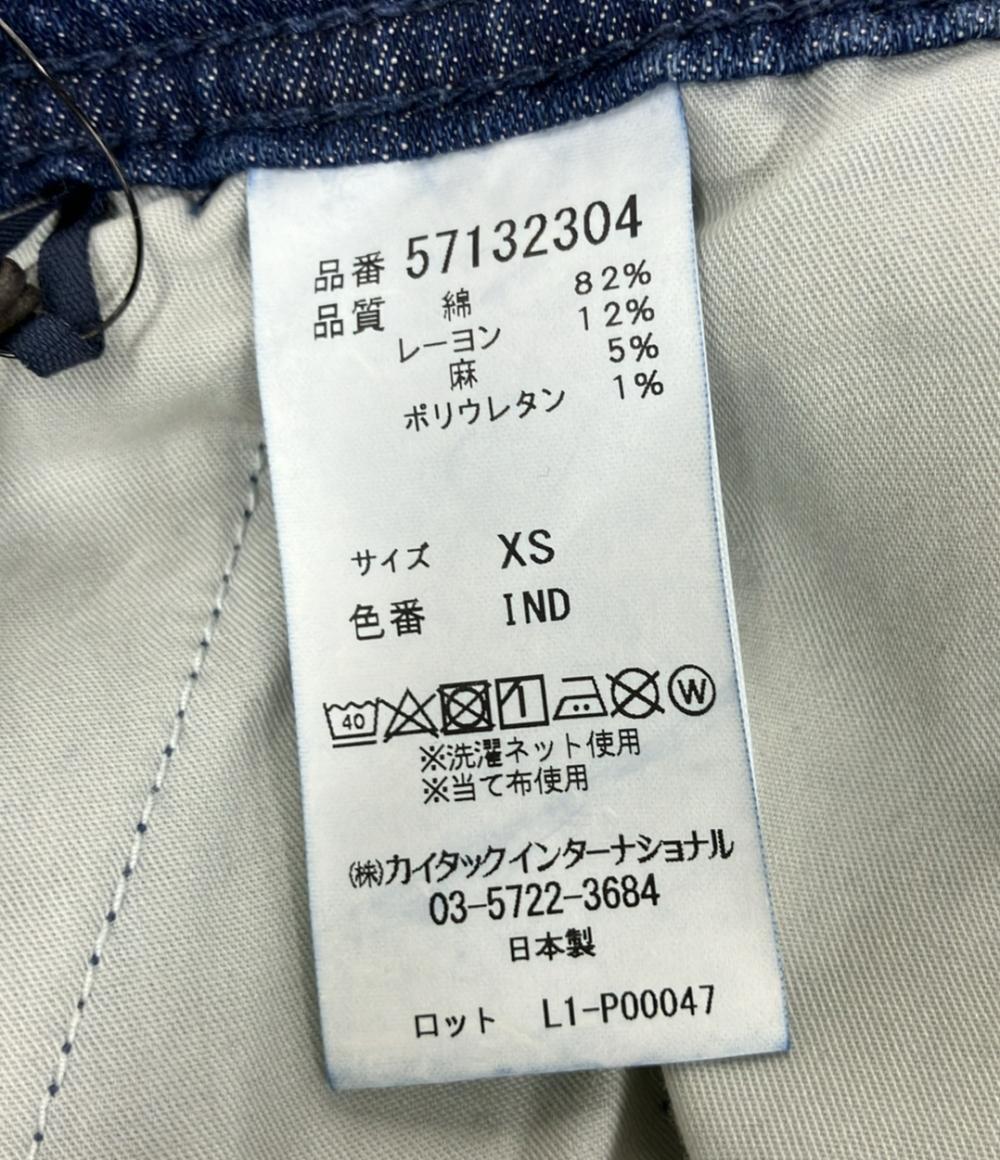 品番 57132304
品質 綿 82%
レーヨン 12%
麻 5%
ポリウレタン 1%
サイズ XS
色番 IND
40 W
※洗濯ネット使用
※当て布使用
㈱カイタックインターナショナル
03-5722-3684
日本製
ロット L1-P00047